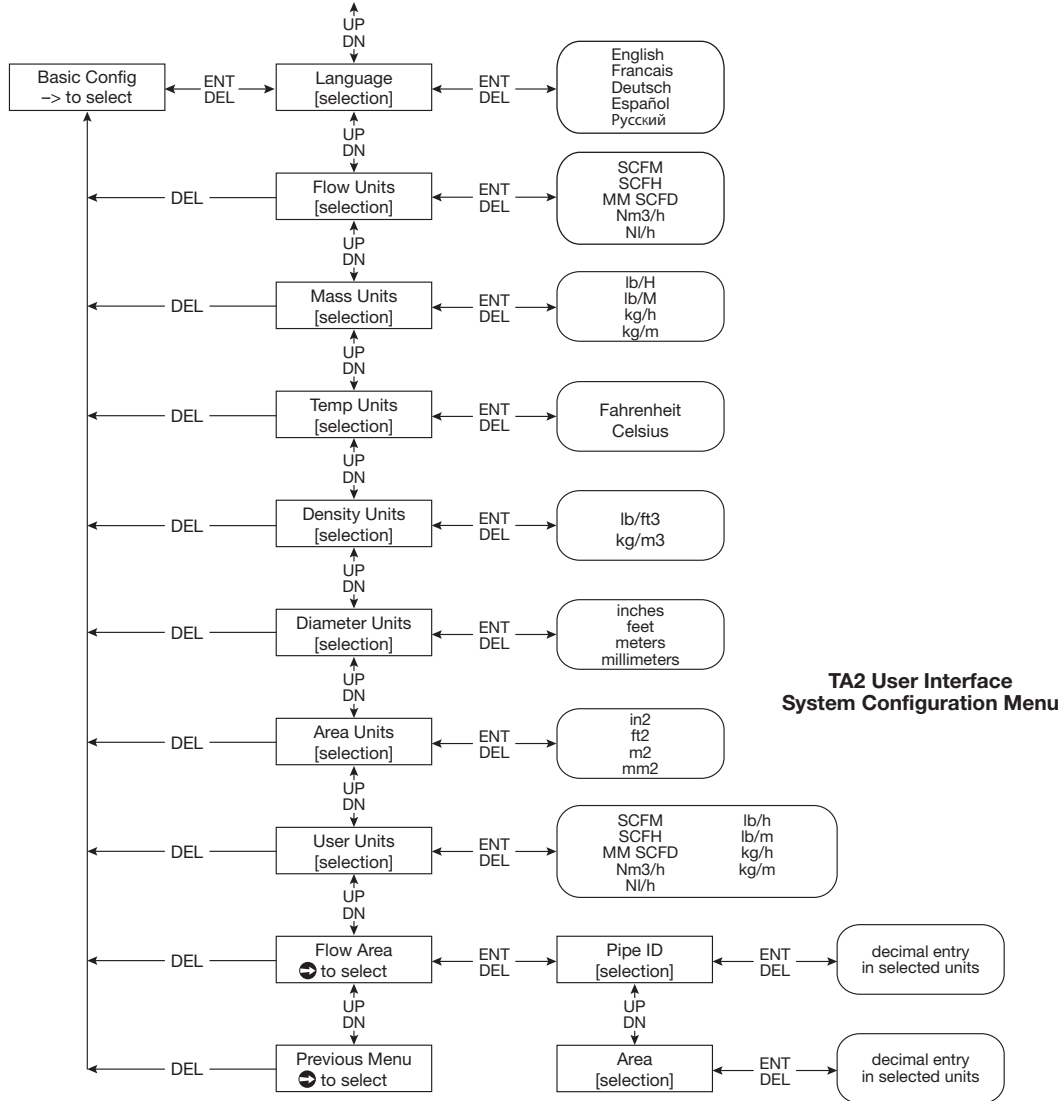 UP
DN
Basic Config
–> to select
ENT
DEL
Language
[selection]
ENT
DEL
English
Francais
Deutsch
Español
Русский
UP
DN
DEL
Flow Units
[selection]
ENT
DEL
SCFM
SCFH
MM SCFD
Nm3/h
Nl/h
UP
DN
DEL
Mass Units
[selection]
ENT
DEL
lb/H
lb/M
kg/h
kg/m
UP
DN
DEL
Temp Units
[selection]
ENT
DEL
Fahrenheit
Celsius
UP
DN
DEL
Density Units
[selection]
ENT
DEL
lb/ft3
kg/m3
UP
DN
DEL
Diameter Units
[selection]
ENT
DEL
inches
feet
meters
millimeters
TA2 User Interface
System Configuration Menu
UP
DN
DEL
Area Units
[selection]
ENT
DEL
in2
ft2
m2
mm2
UP
DN
DEL
User Units
[selection]
ENT
DEL
SCFM
SCFH
MM SCFD
Nm3/h
Nl/h
lb/h
lb/m
kg/h
kg/m
UP
DN
DEL
Flow Area
➲ to select
ENT
DEL
Pipe ID
[selection]
ENT
DEL
decimal entry
in selected units
UP
DN
UP
DN
DEL
Previous Menu
➲ to select
Area
[selection]
ENT
DEL
decimal entry
in selected units